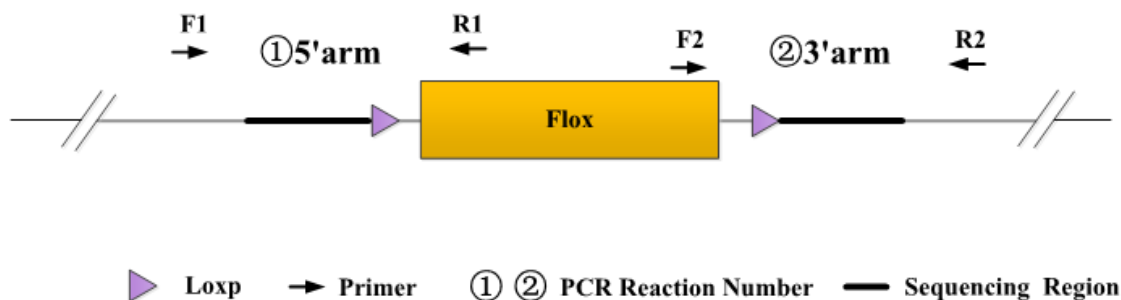 F1
①5'arm
R1
F2
②3'arm
R2
Flox
Loxp
Primer
① ② PCR Reaction Number
Sequencing Region